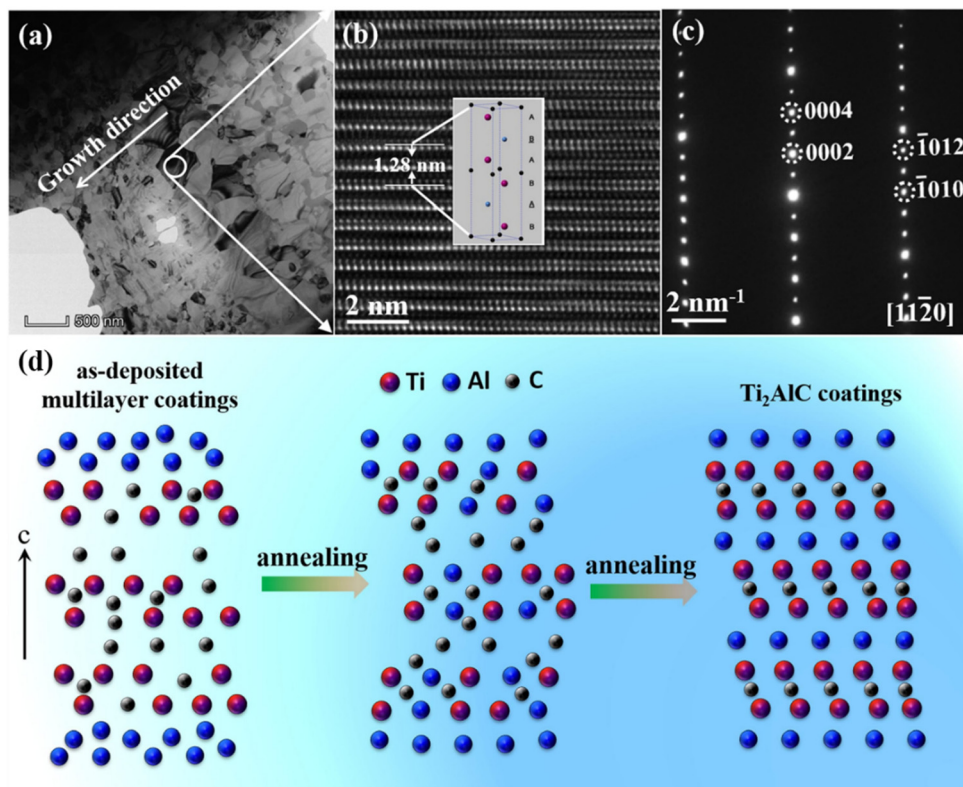 (a)
Growth direction
500 nm
(b)
1.28 nm
A
B
A
B
A
B
2 nm
(c)
0004
0002
1̅012
1̅010
2 nm⁻¹
[112̅0]
(d)
as-deposited
multilayer coatings
Ti Al C
Ti₂AlC coatings
c
annealing
annealing